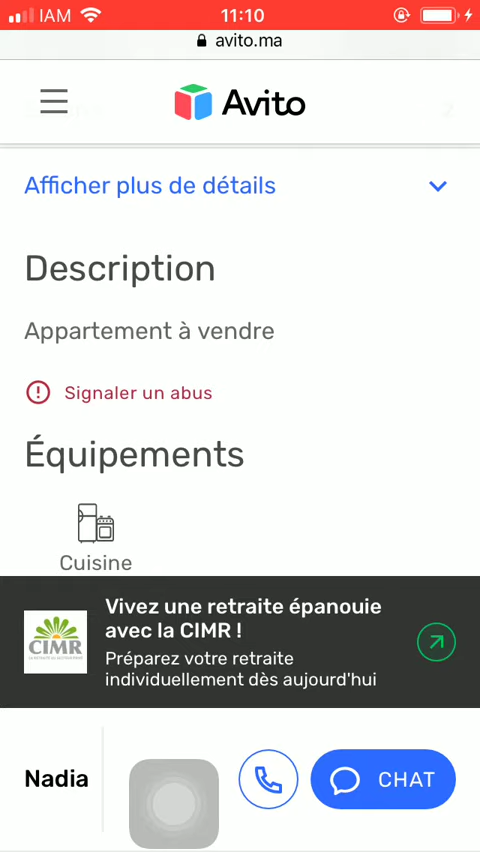 IAM 11:10
avito.ma
Avito
Afficher plus de détails
Description
Appartement à vendre
Signaler un abus
Équipements
Cuisine
Vivez une retraite épanouie
avec la CIMR !
CIMR
Préparez votre retraite
individuellement dès aujourd'hui
Nadia
CHAT